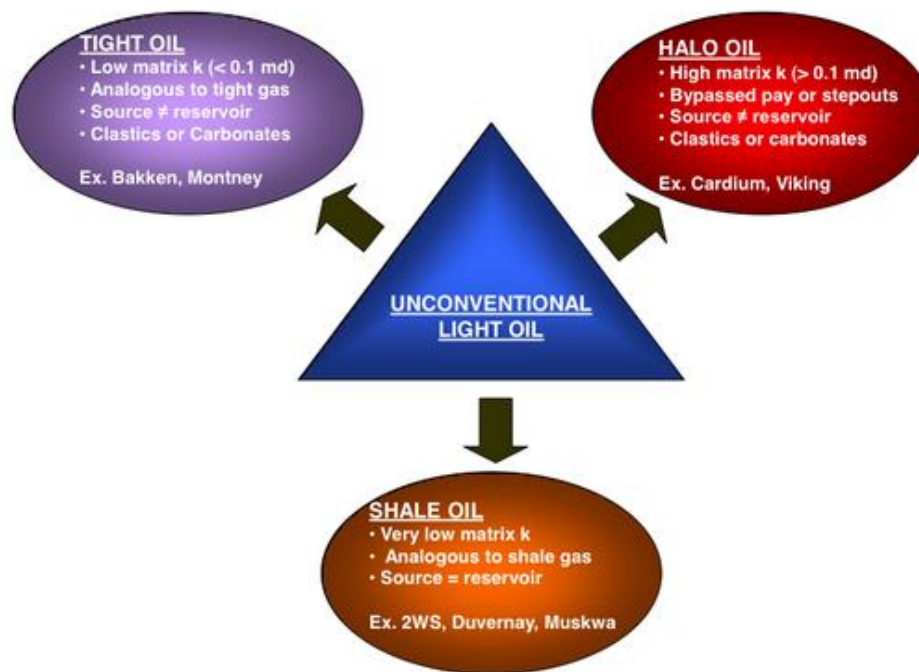 TIGHT OIL
• Low matrix k (< 0.1 md)
• Analogous to tight gas
• Source ≠ reservoir
• Clastics or Carbonates
Ex. Bakken, Montney
HALO OIL
• High matrix k (> 0.1 md)
• Bypassed pay or stepouts
• Source ≠ reservoir
• Clastics or carbonates
Ex. Cardium, Viking
UNCONVENTIONAL
LIGHT OIL
SHALE OIL
• Very low matrix k
• Analogous to shale gas
• Source = reservoir
Ex. 2WS, Duvernay, Muskwa